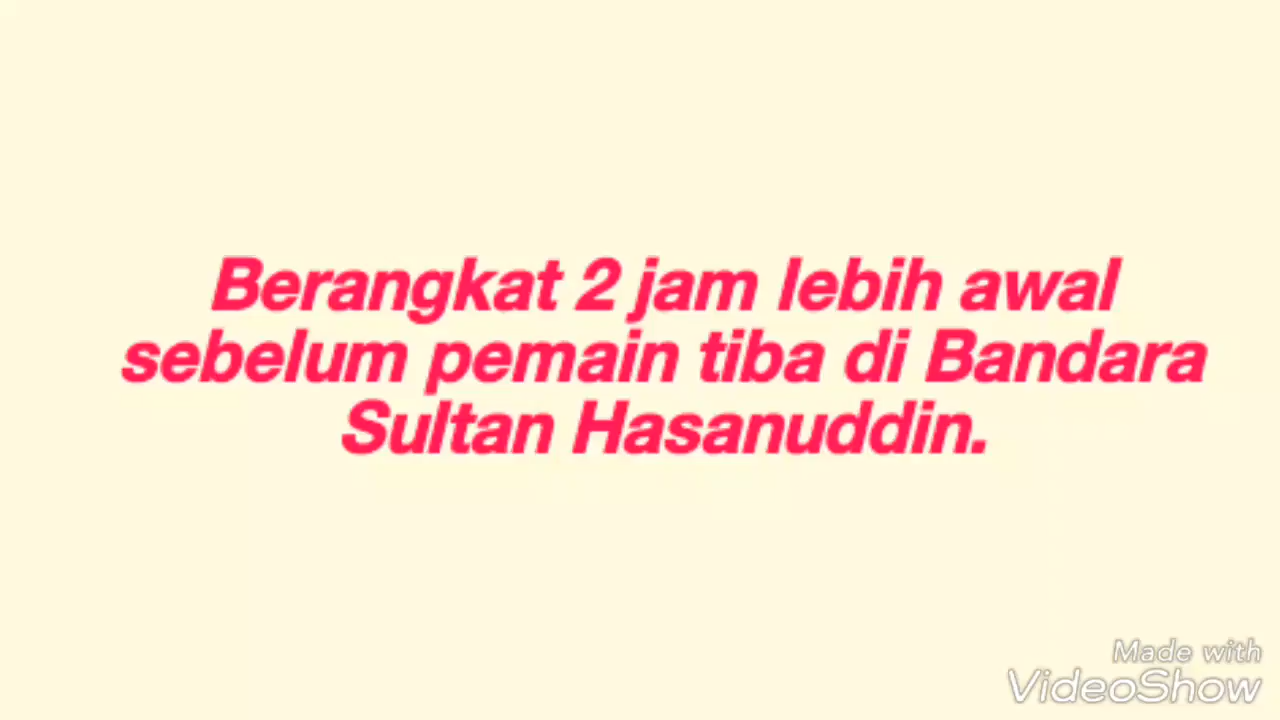 Berangkat 2 jam lebih awal
sebelum pemain tiba di Bandara
Sultan Hasanuddin.
Made with
VideoShow